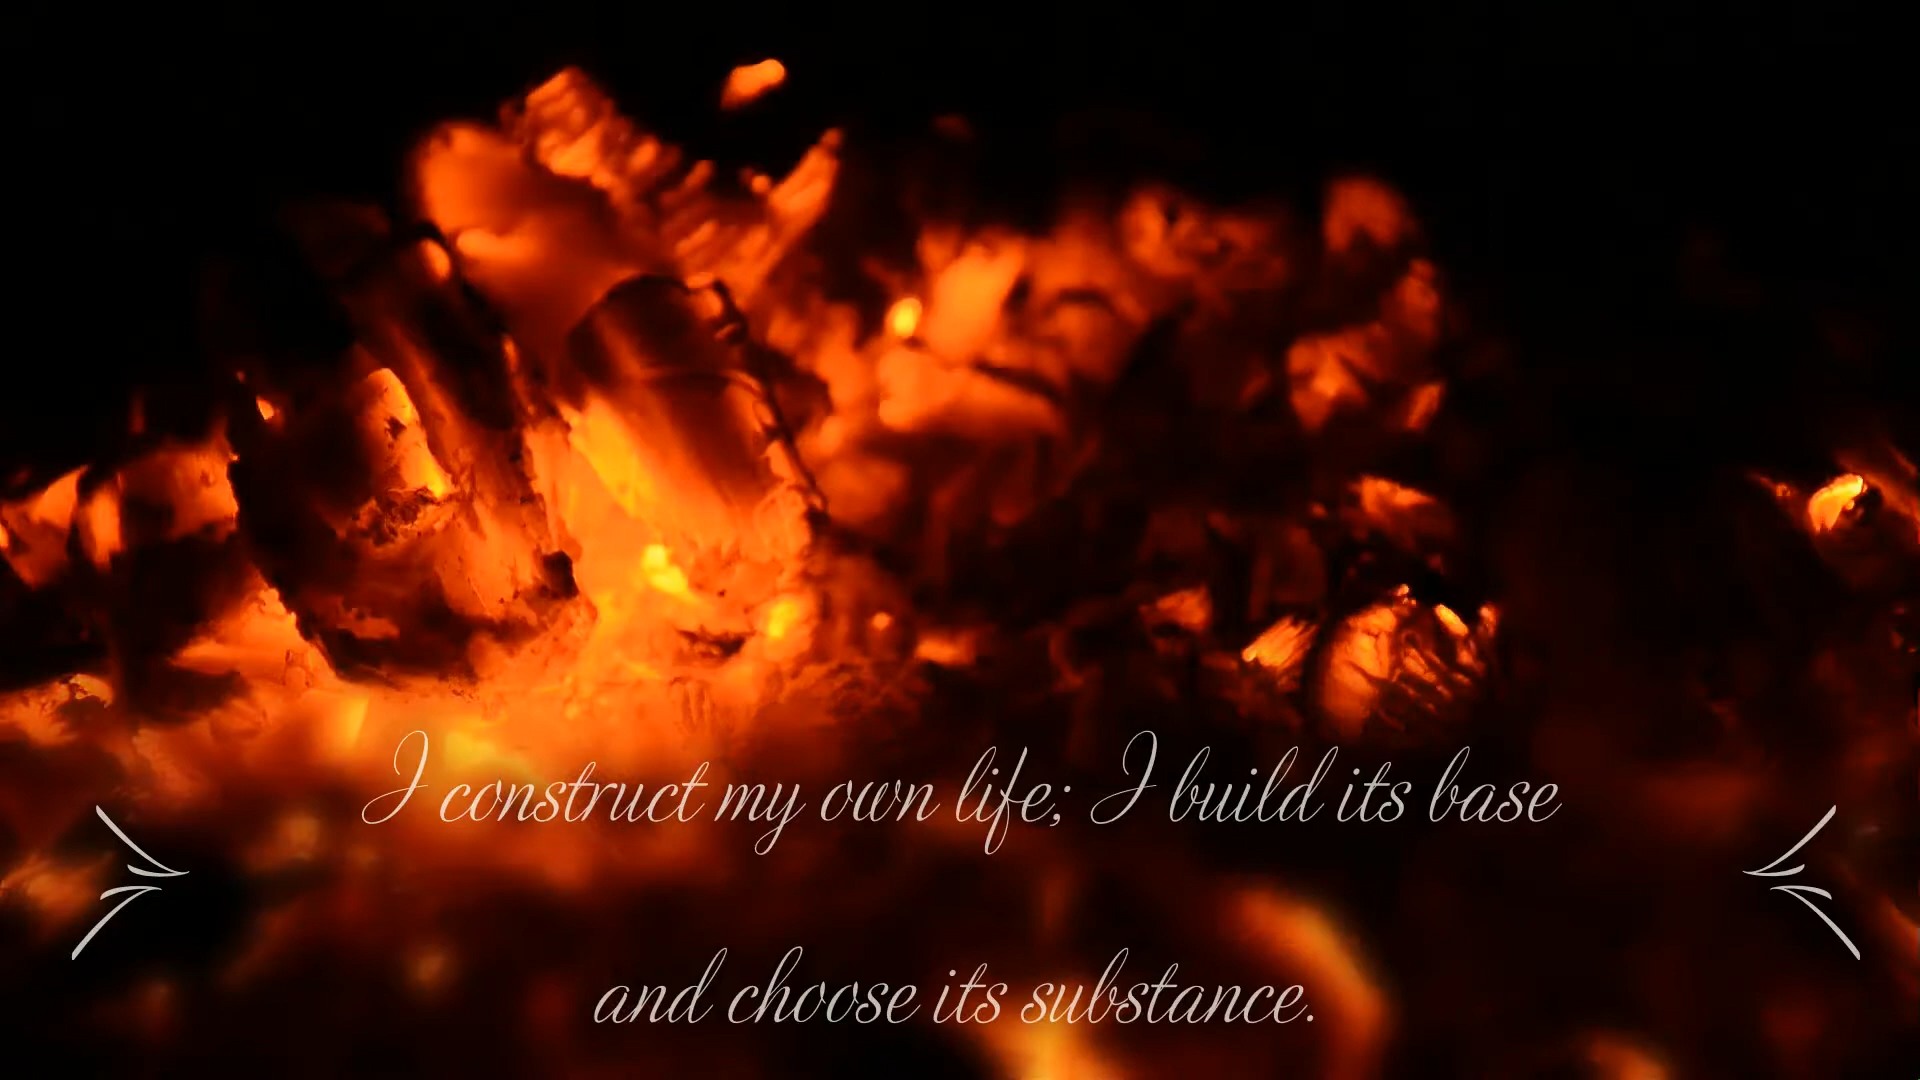 I construct my own life; I build its base
and choose its substance.